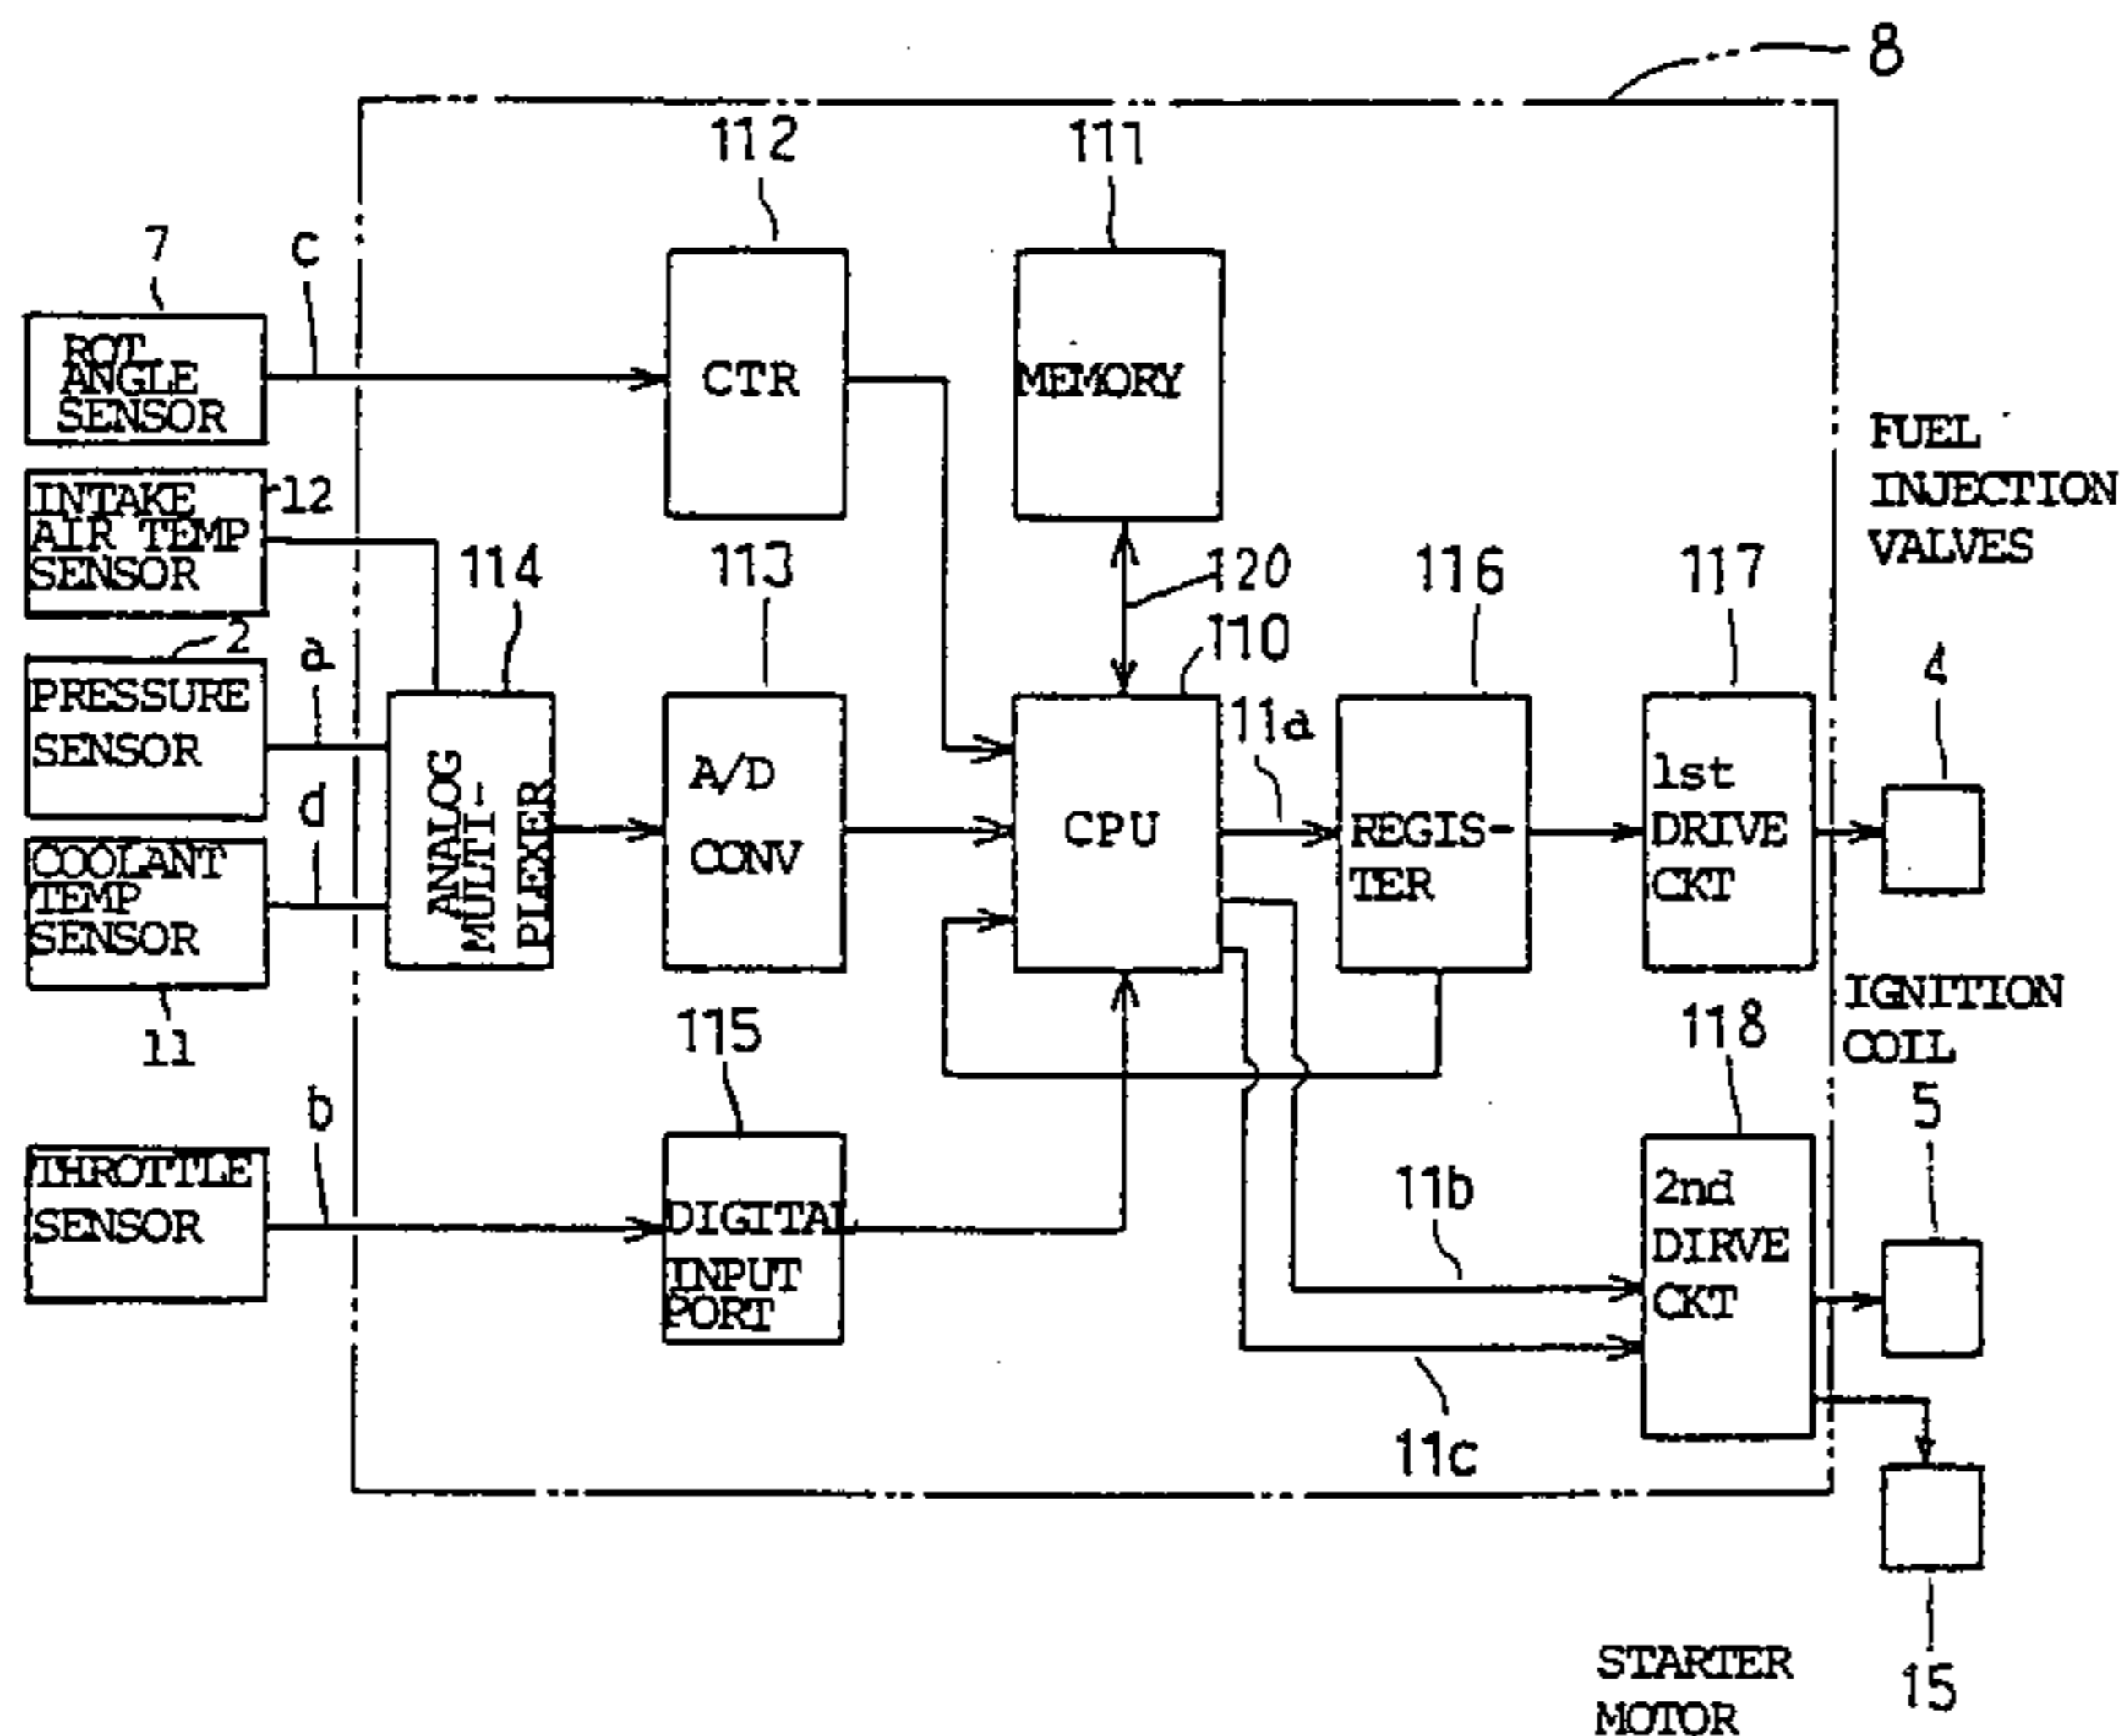 8
112
111
7
c
ROT
ANGLE
SENSOR
CTR
MEMORY
FUEL
INJECTION
VALVES
INTAKE
AIR TEMP
SENSOR
12
114
113
120
110
116
117
2
a
PRESSURE
SENSOR
11a
4
ANALOG
MULTI-
PLEXER
A/D
CONV
CPU
REGIS-
TER
1st
DRIVE
CKT
d
COOLANT
TEMP
SENSOR
11
115
118
IGNITION
COIL
5
b
THROTTLE
SENSOR
DIGITAL
INPUT
PORT
11b
2nd
DIRVE
CKT
11c
STARTER
MOTOR
15